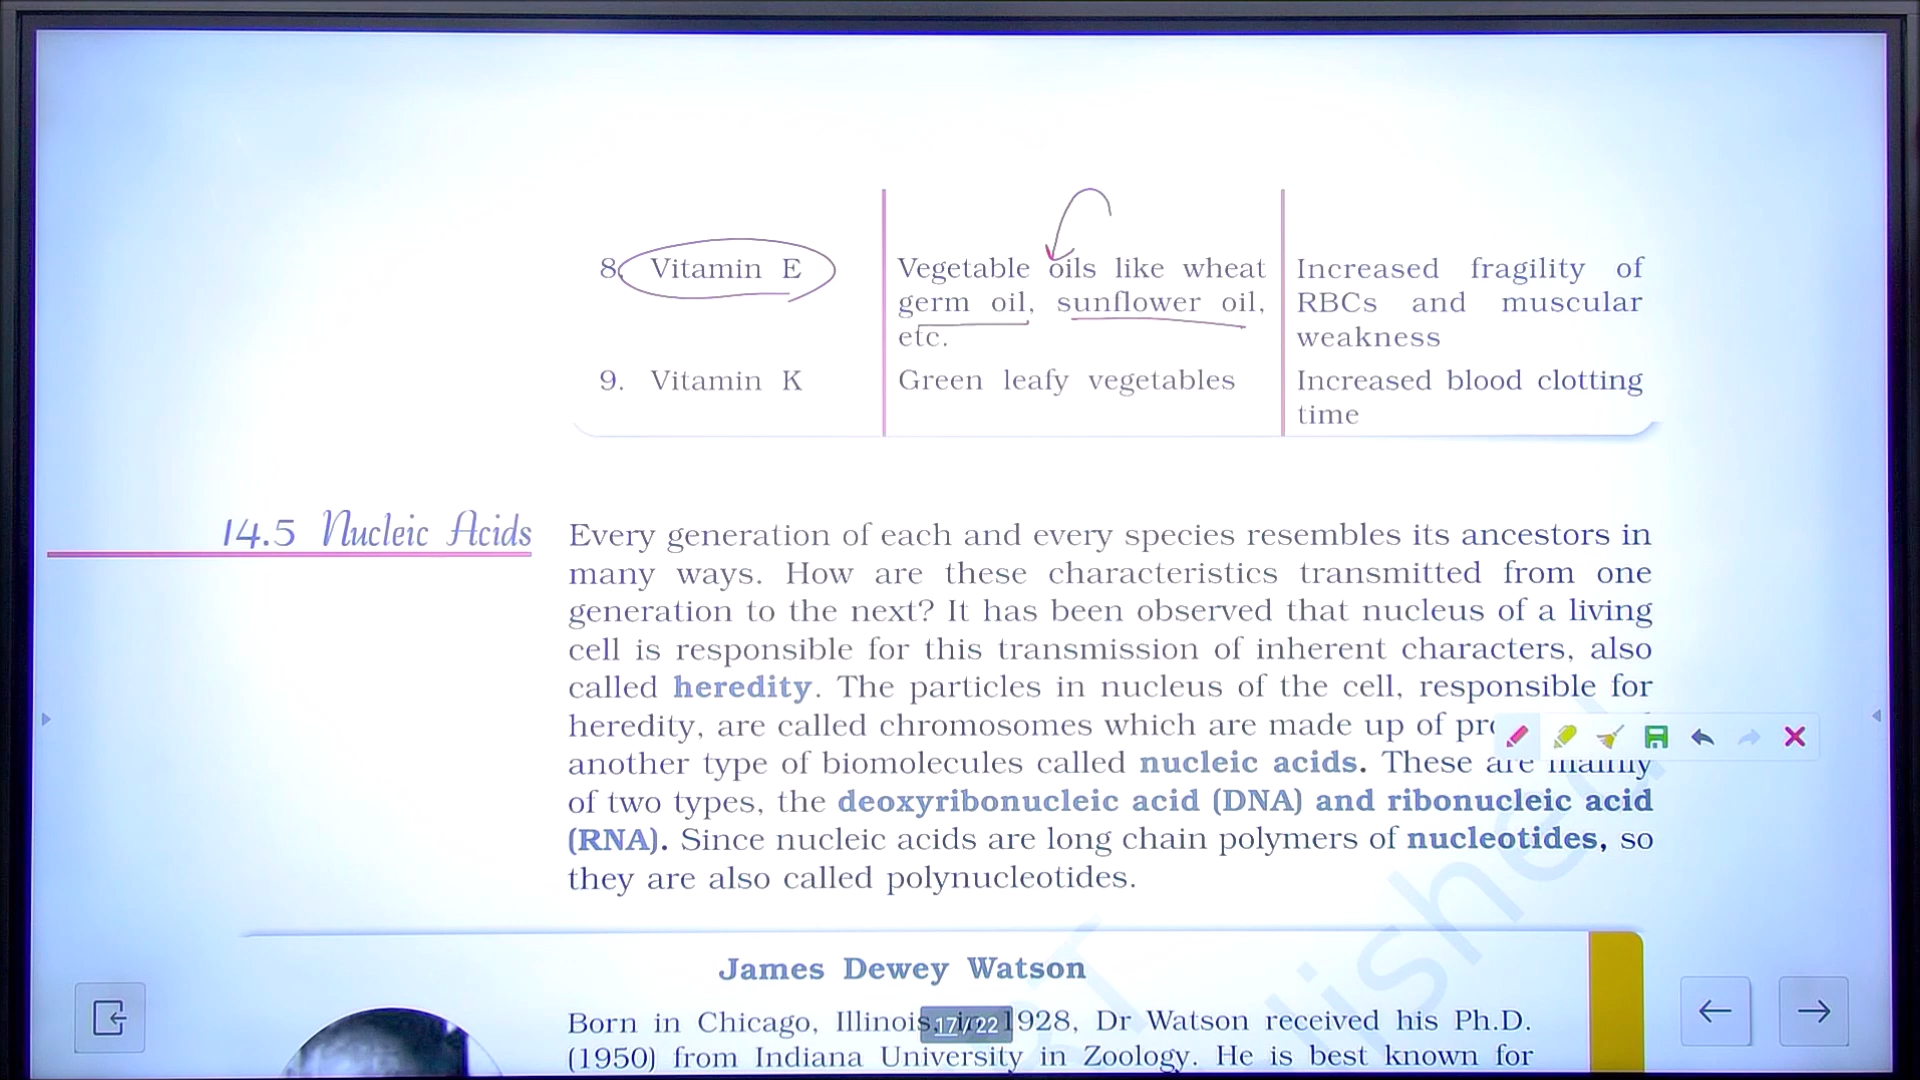 8. Vitamin E Vegetable oils like wheat Increased fragility of
germ oil, sunflower oil, RBCs and muscular
etc. weakness
9. Vitamin K Green leafy vegetables Increased blood clotting
time
14.5 Nucleic Acids Every generation of each and every species resembles its ancestors in
many ways. How are these characteristics transmitted from one
generation to the next? It has been observed that nucleus of a living
cell is responsible for this transmission of inherent characters, also
called heredity. The particles in nucleus of the cell, responsible for
heredity, are called chromosomes which are made up of
another type of biomolecules called nucleic acids. These are mainly
of two types, the deoxyribonucleic acid (DNA) and ribonucleic acid
(RNA). Since nucleic acids are long chain polymers of nucleotides, so
they are also called polynucleotides.
James Dewey Watson
Born in Chicago, Illinois, in 1928, Dr Watson received his Ph.D.
17/22
(1950) from Indiana University in Zoology. He is best known for